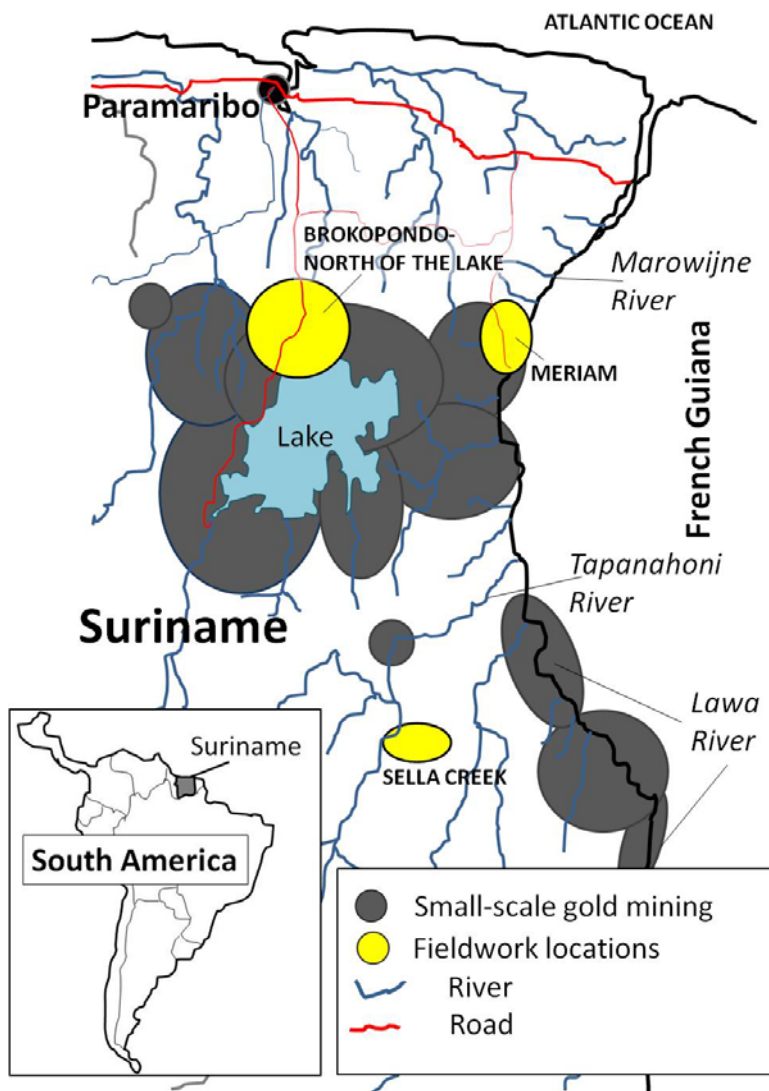 ATLANTIC OCEAN
Paramaribo
BROKOPONDO-
NORTH OF THE LAKE
Marowijne
River
MERIAM
Lake
French Guiana
Tapanahoni
River
Suriname
Lawa
River
SELLA CREEK
Suriname
South America
Small-scale gold mining
Fieldwork locations
River
Road